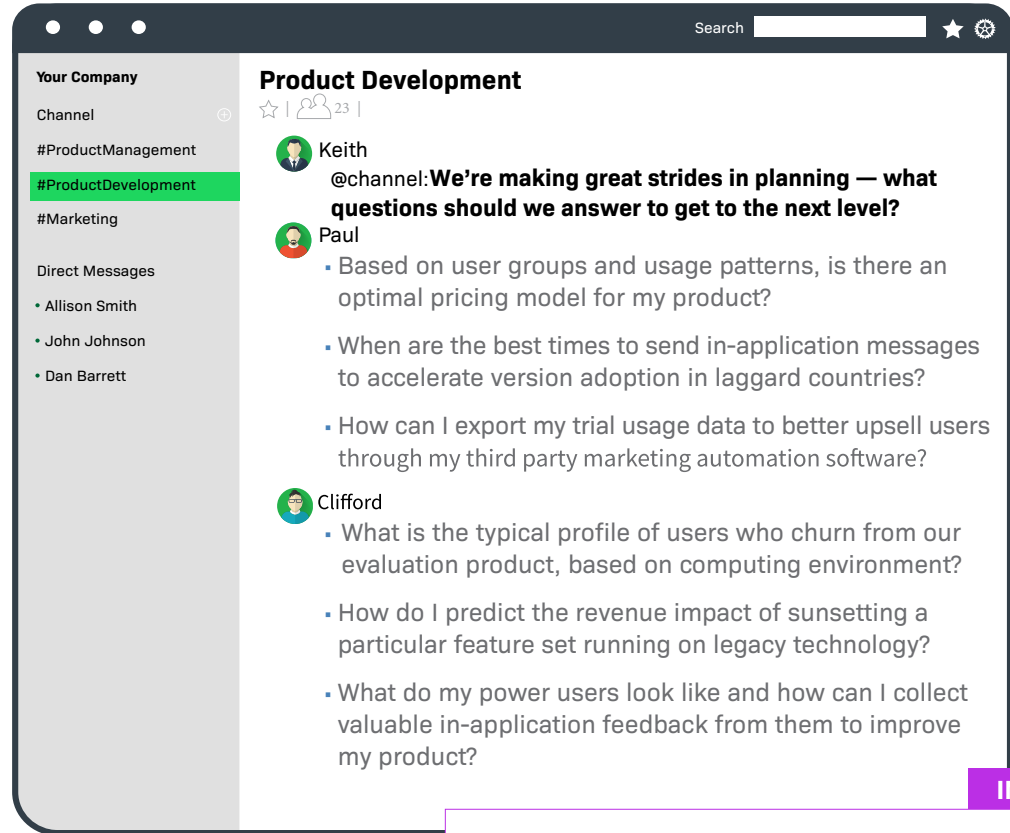 Search
Your Company
Channel
#ProductManagement
#ProductDevelopment
#Marketing
Direct Messages
• Allison Smith
• John Johnson
• Dan Barrett
Product Development
| 23 |
Keith
@channel:We’re making great strides in planning — what
questions should we answer to get to the next level?
Paul
▪ Based on user groups and usage patterns, is there an
optimal pricing model for my product?
▪ When are the best times to send in-application messages
to accelerate version adoption in laggard countries?
▪ How can I export my trial usage data to better upsell users
through my third party marketing automation software?
Clifford
▪ What is the typical profile of users who churn from our
evaluation product, based on computing environment?
▪ How do I predict the revenue impact of sunsetting a
particular feature set running on legacy technology?
▪ What do my power users look like and how can I collect
valuable in-application feedback from them to improve
my product?